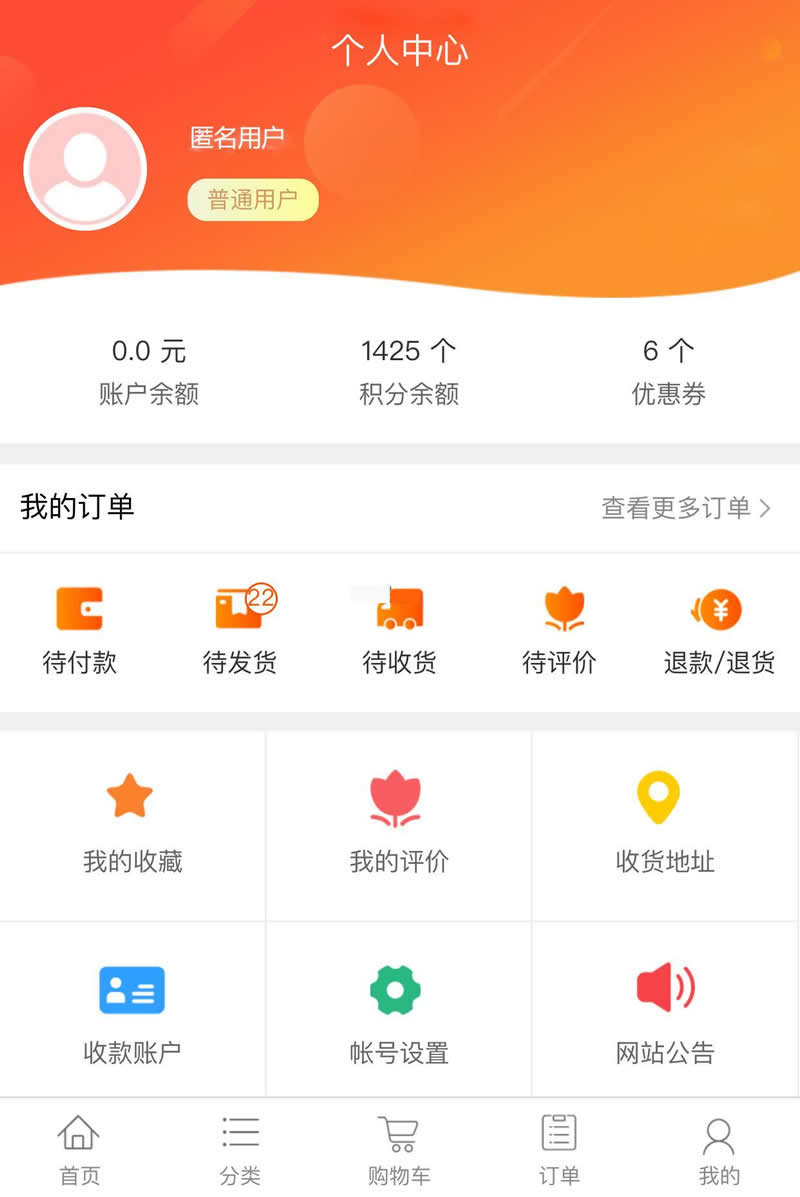 个人中心
匿名用户
普通用户
0.0 元 1425 个 6 个
账户余额 积分余额 优惠券
我的订单 查看更多订单
22
¥
待付款 待发货 待收货 待评价 退款/退货
我的收藏 我的评价 收货地址
收款账户 帐号设置 网站公告
首页 分类 购物车 订单 我的